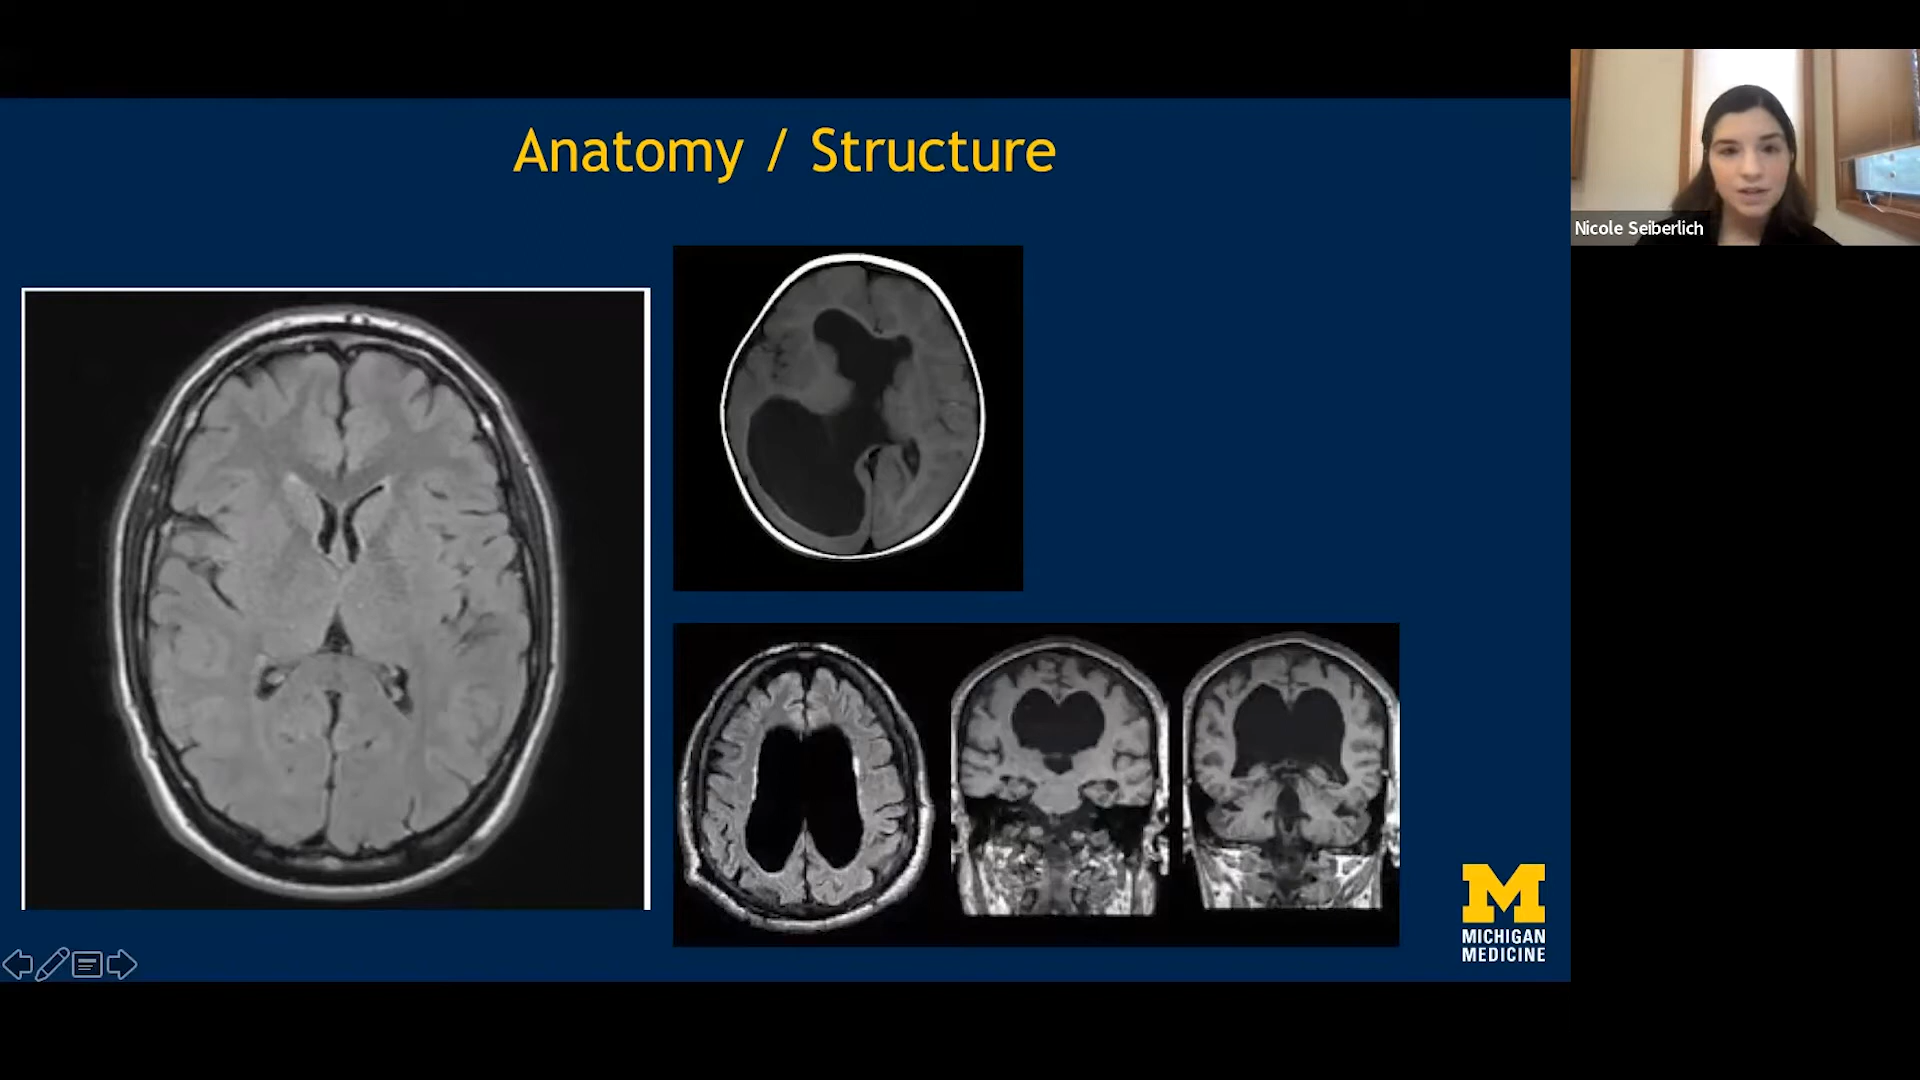 Anatomy / Structure
Nicole Seiberlich
M
MICHIGAN
MEDICINE